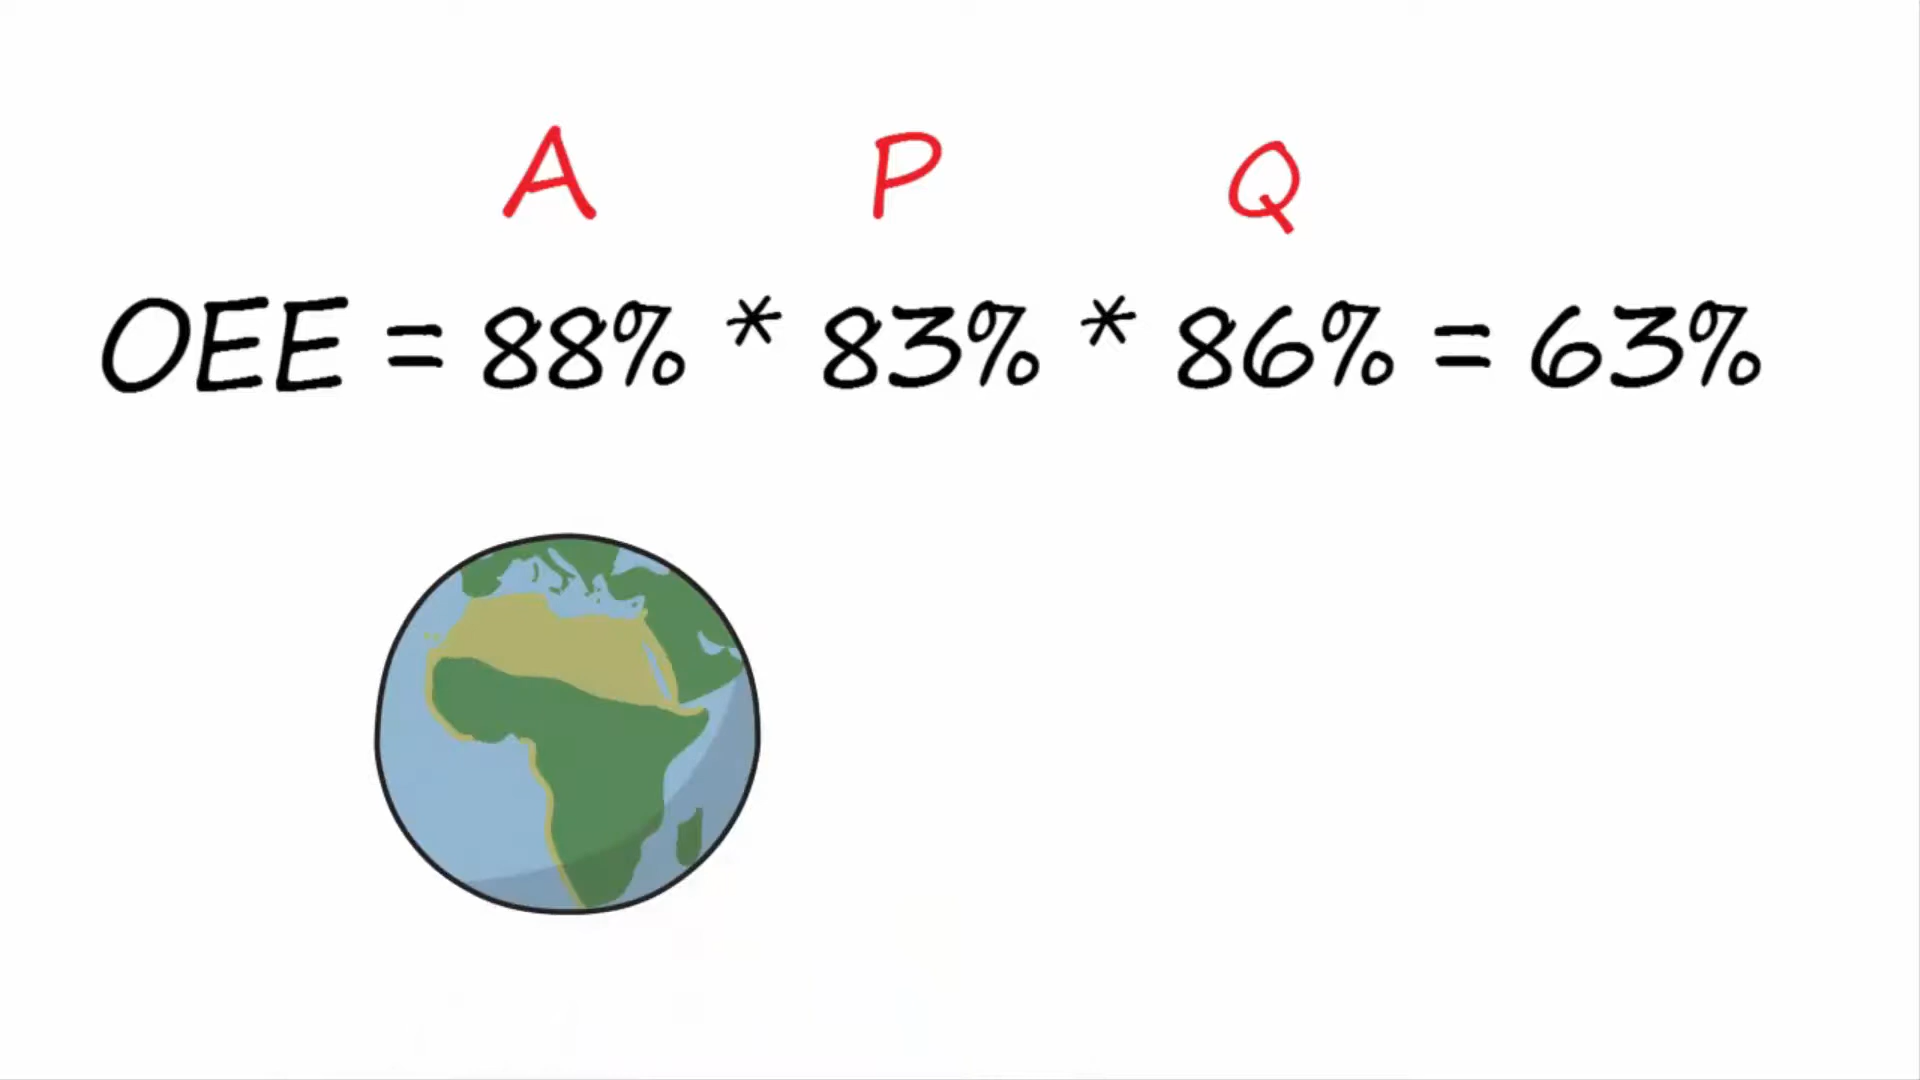 A P Q
OEE = 88% * 83% * 86% = 63%